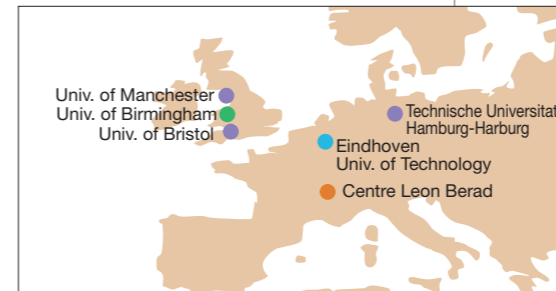 Univ. of Manchester
Univ. of Birmingham
Univ. of Bristol
Technische Universitat
Hamburg-Harburg
Eindhoven
Univ. of Technology
Centre Leon Berad